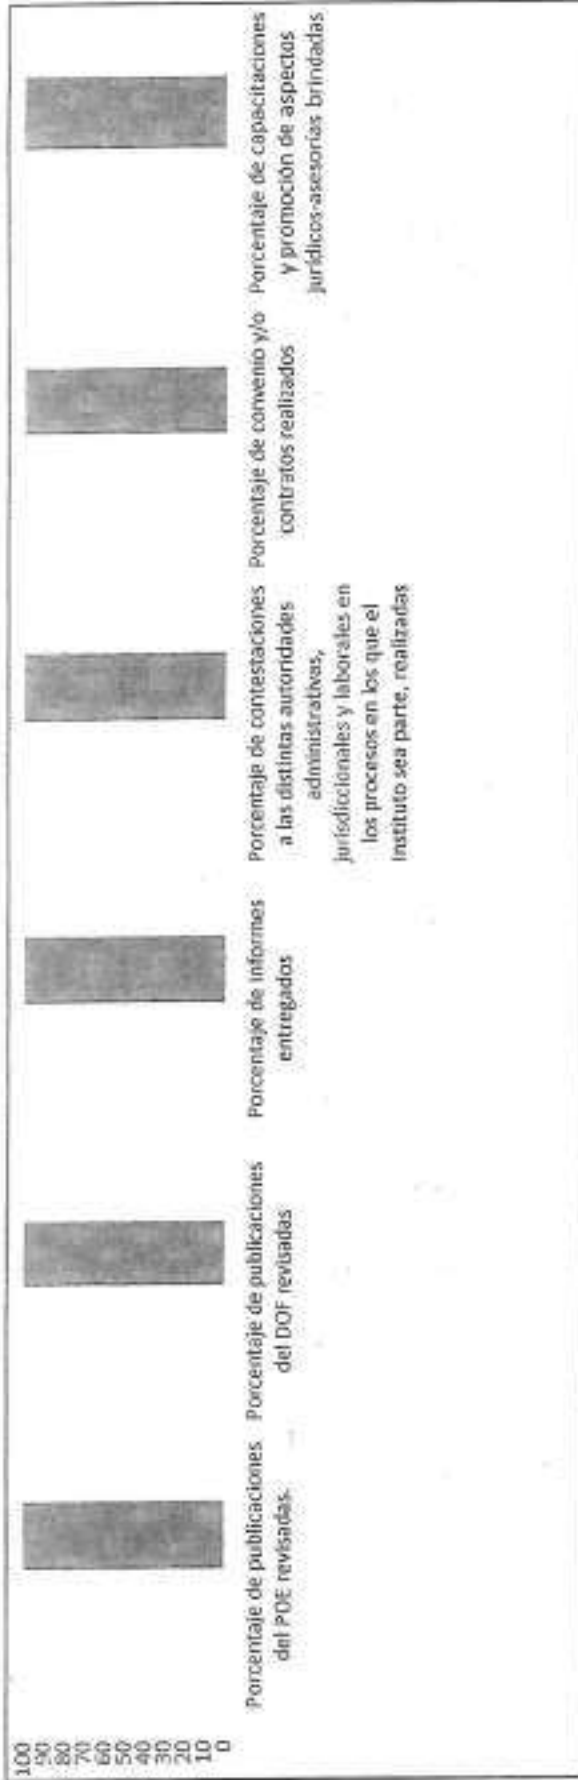 100
90
80
70
60
50
40
30
20
10
0
Porcentaje de publicaciones
del POE revisadas.
Porcentaje de publicaciones
del DOF revisadas
Porcentaje de informes
entregados
Porcentaje de contestaciones
a las distintas autoridades
administrativas,
jurisdiccionales y laborales en
los procesos en los que el
Instituto sea parte, realizadas
Porcentaje de convenio y/o
contratos realizados
Porcentaje de capacitaciones
y promoción de aspectos
jurídicos-asesorías brindadas